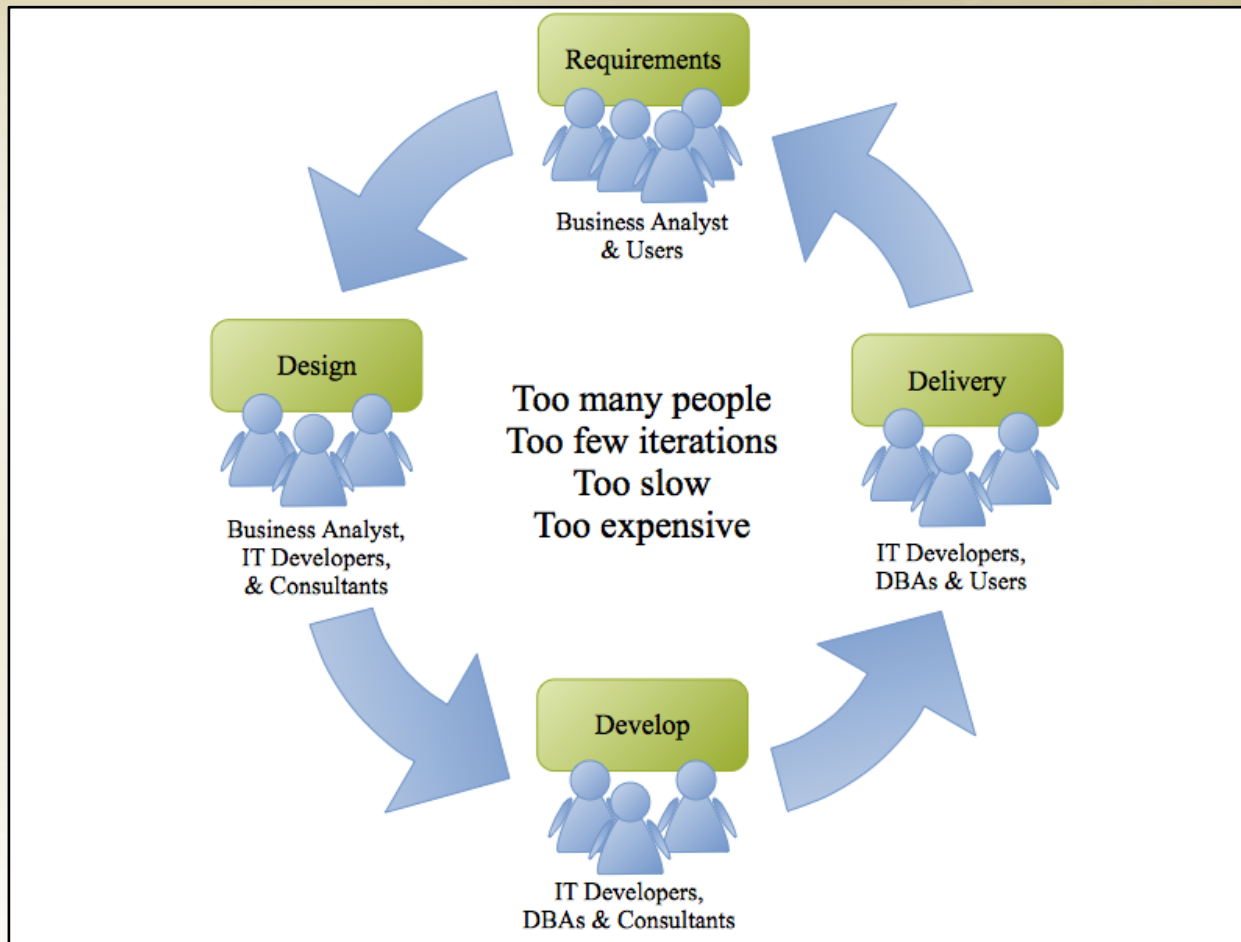 Requirements
Business Analyst
& Users
Design
Business Analyst,
IT Developers,
& Consultants
Too many people
Too few iterations
Too slow
Too expensive
Delivery
IT Developers,
DBAs & Users
Develop
IT Developers,
DBAs & Consultants